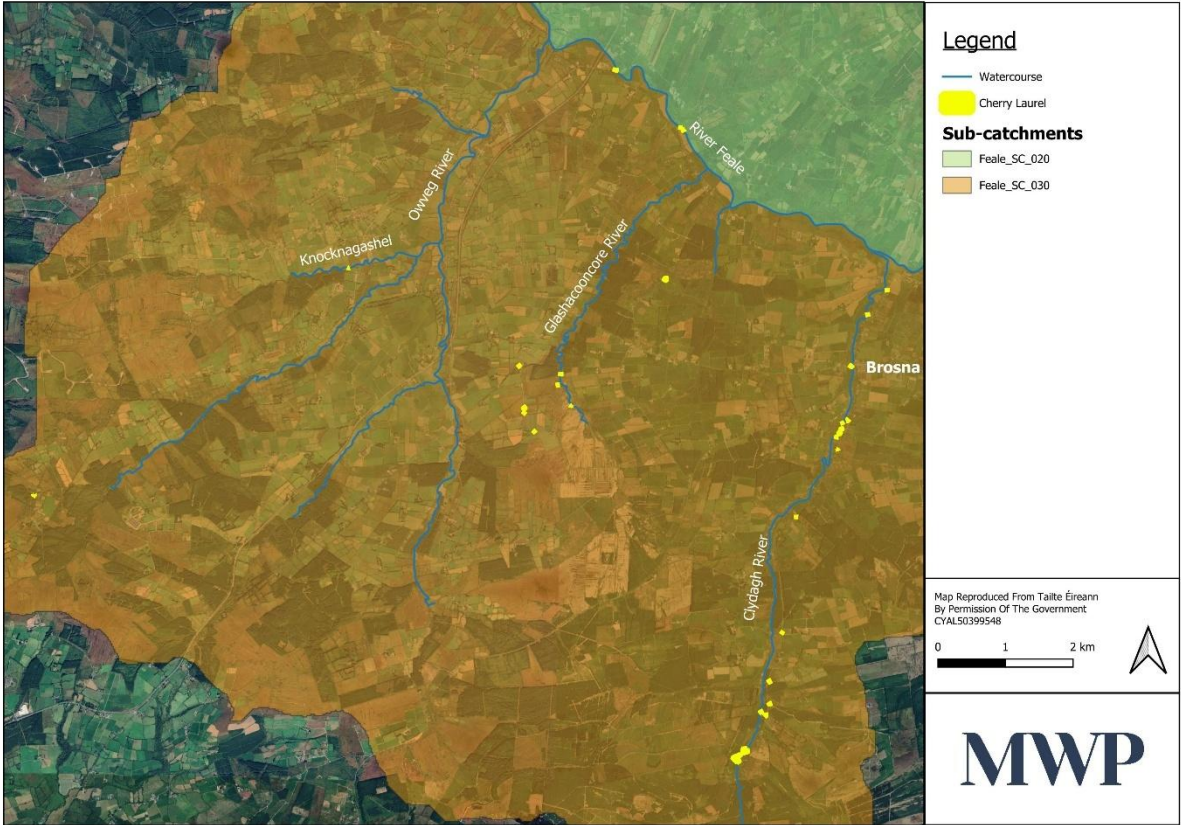 River Feale
Owveg River
Knocknagashel
Glashacooncore River
Brosna
Clydagh River
Legend
Watercourse
Cherry Laurel
Sub-catchments
Feale_SC_020
Feale_SC_030
Map Reproduced From Tailte Éireann
By Permission Of The Government
CYAL50399548
0 1 2 km
MWP